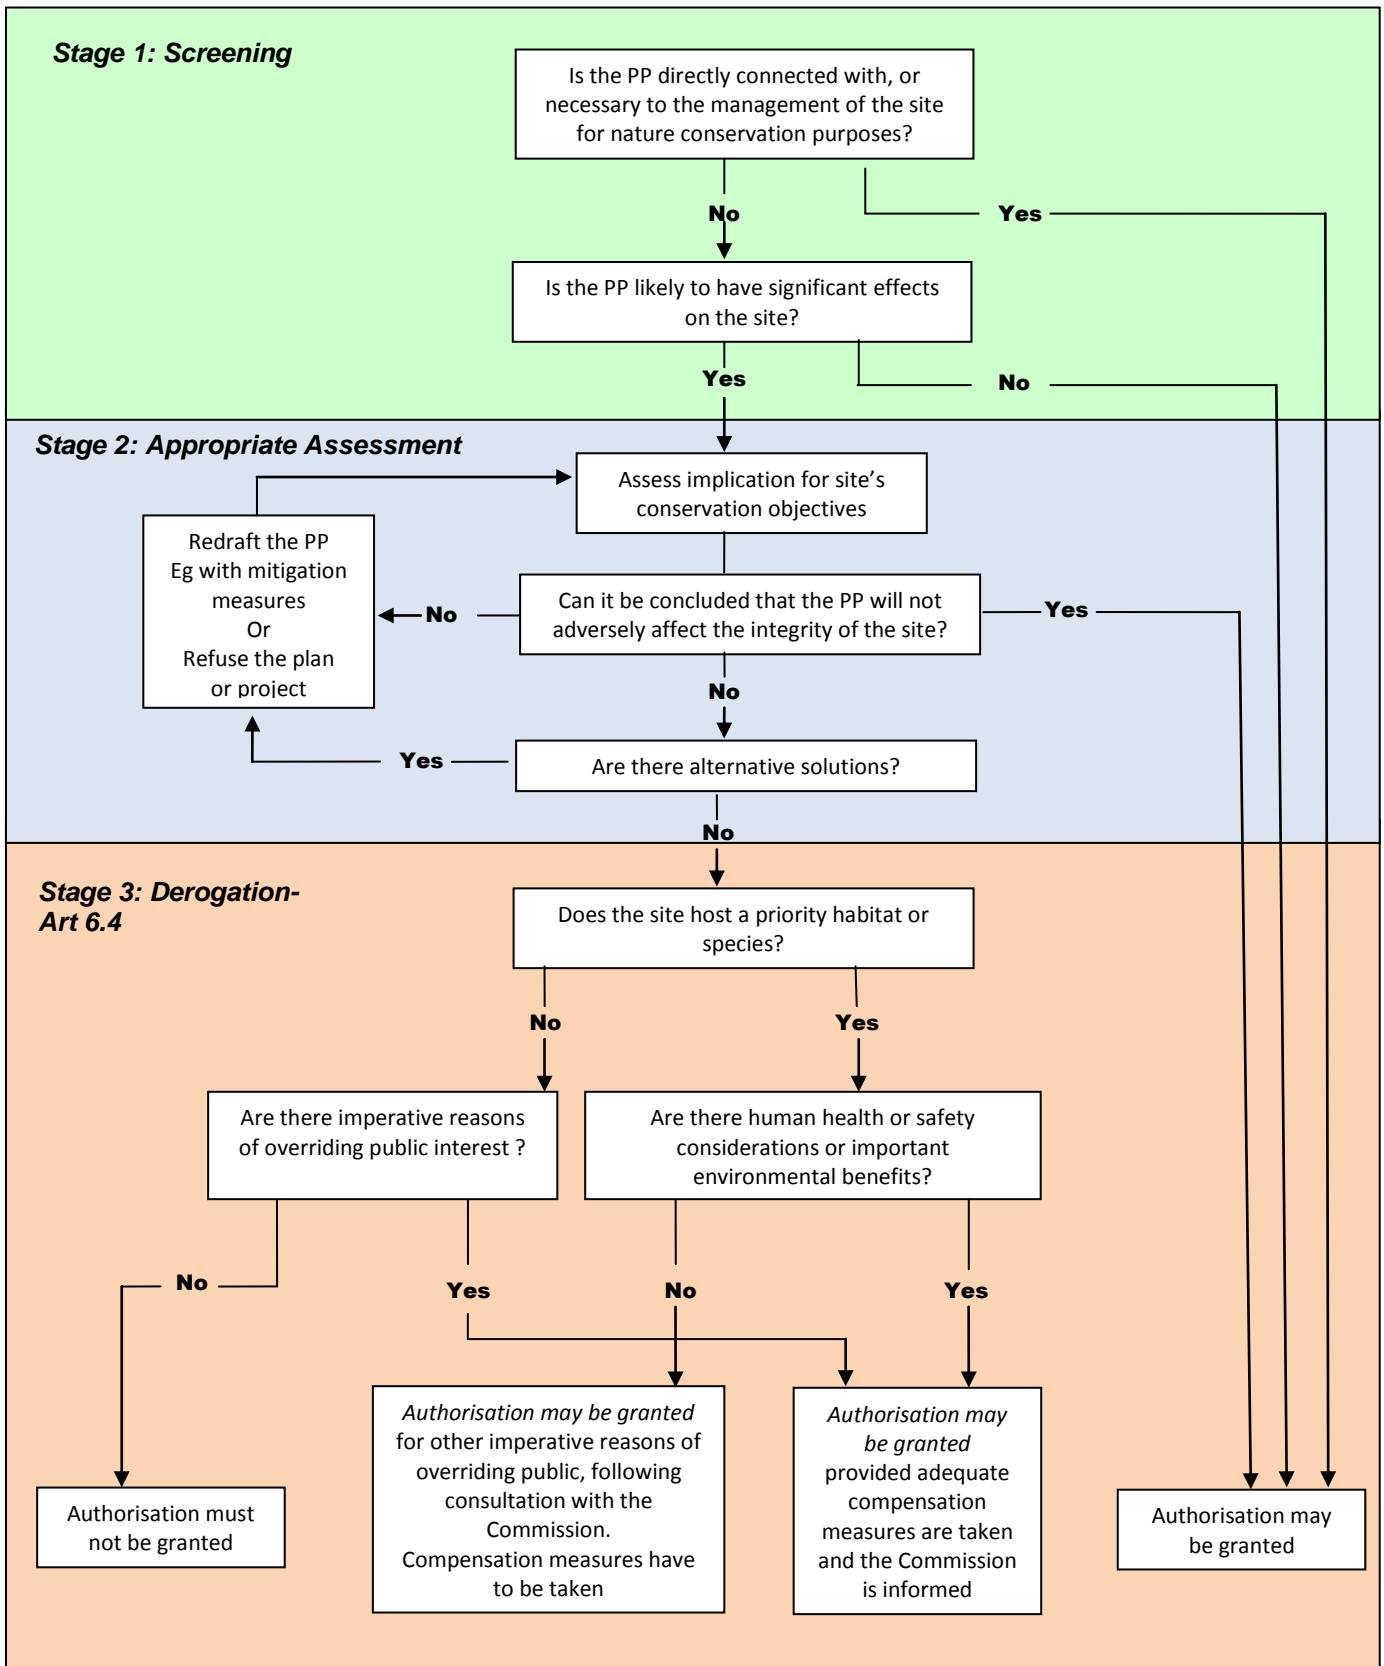 Stage 1: Screening
Is the PP directly connected with, or
necessary to the management of the site
for nature conservation purposes?
No
Yes
Is the PP likely to have significant effects
on the site?
Yes
No
Stage 2: Appropriate Assessment
Assess implication for site’s
conservation objectives
Redraft the PP
Eg with mitigation
measures
Or
Refuse the plan
or project
No
Can it be concluded that the PP will not
adversely affect the integrity of the site?
Yes
No
Yes
Are there alternative solutions?
No
Stage 3: Derogation-
Art 6.4
Does the site host a priority habitat or
species?
No
Yes
Are there imperative reasons
of overriding public interest ?
Are there human health or safety
considerations or important
environmental benefits?
No
Yes
No
Yes
Authorisation must
not be granted
Authorisation may be granted
for other imperative reasons of
overriding public, following
consultation with the
Commission.
Compensation measures have
to be taken
Authorisation may
be granted
provided adequate
compensation
measures are taken
and the Commission
is informed
Authorisation may
be granted